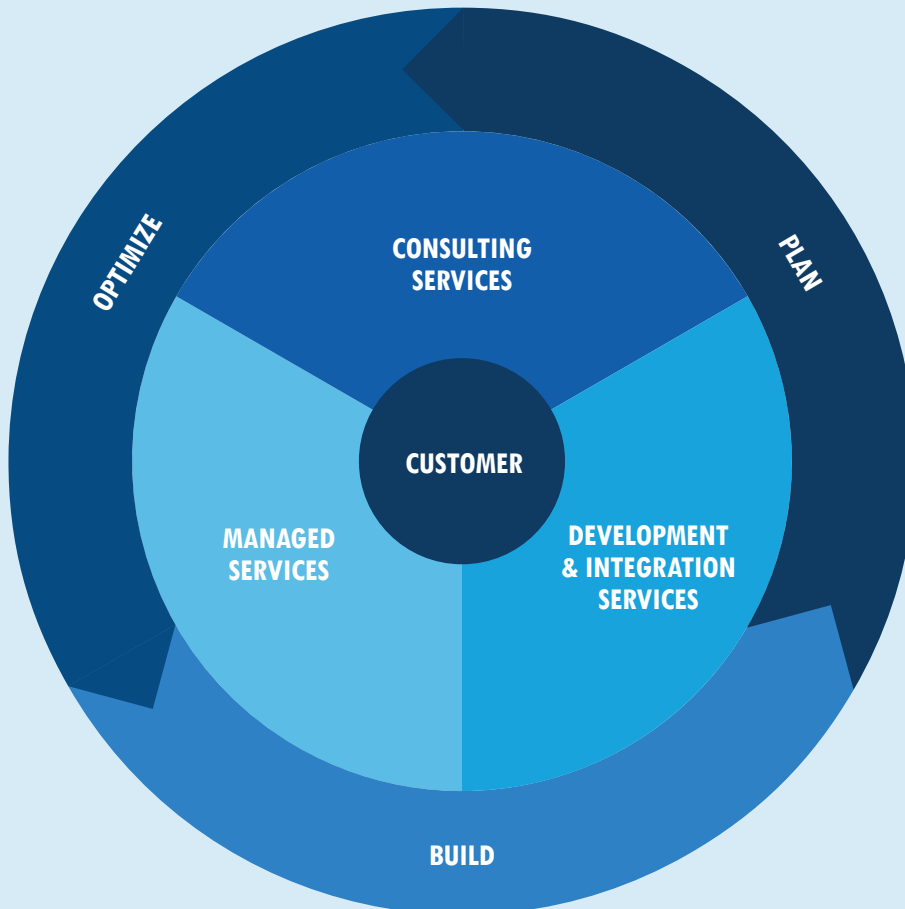 OPTIMIZE
PLAN
CONSULTING
SERVICES
CUSTOMER
MANAGED
SERVICES
DEVELOPMENT
& INTEGRATION
SERVICES
BUILD